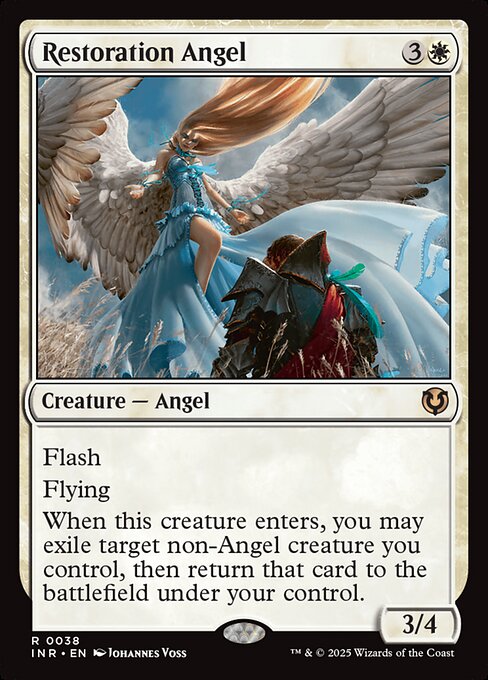 Restoration Angel 3
Creature — Angel
Flash
Flying
When this creature enters, you may
exile target non-Angel creature you
control, then return that card to the
battlefield under your control.
3/4
R 0038
INR • EN Johannes Voss
™ & © 2025 Wizards of the Coast